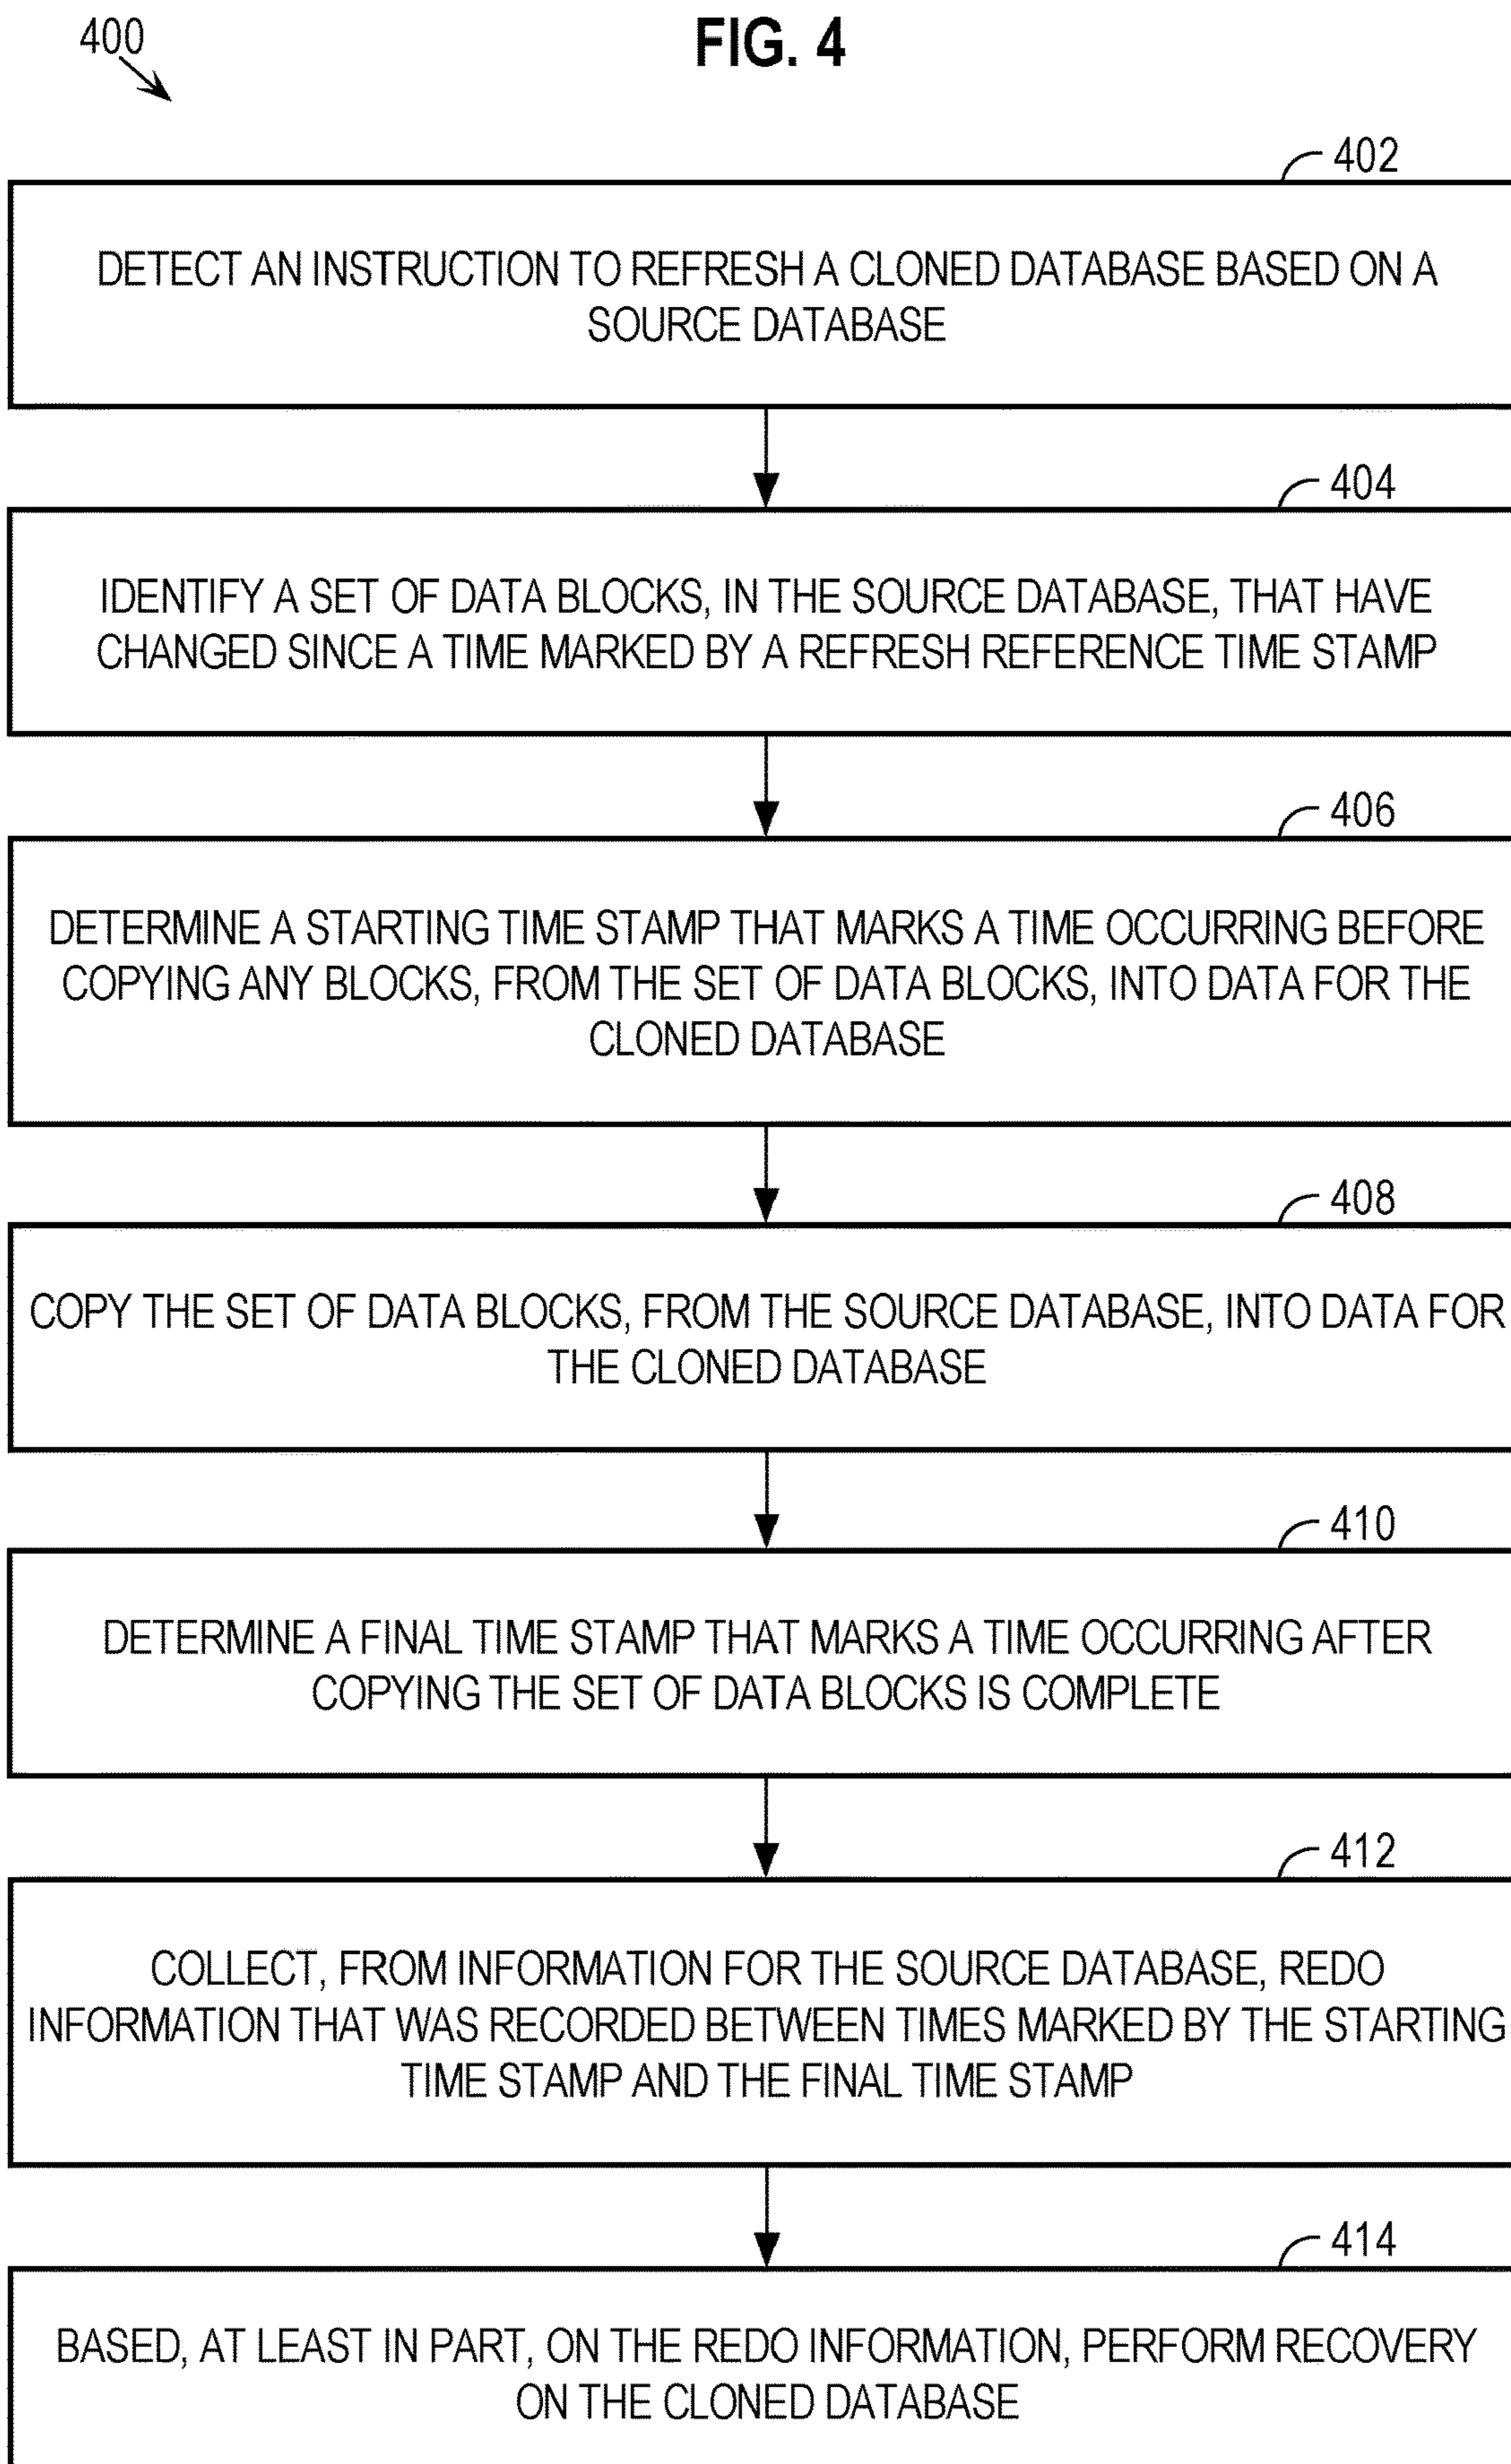 400
FIG. 4
402
DETECT AN INSTRUCTION TO REFRESH A CLONED DATABASE BASED ON A
SOURCE DATABASE
404
IDENTIFY A SET OF DATA BLOCKS, IN THE SOURCE DATABASE, THAT HAVE
CHANGED SINCE A TIME MARKED BY A REFRESH REFERENCE TIME STAMP
406
DETERMINE A STARTING TIME STAMP THAT MARKS A TIME OCCURRING BEFORE
COPYING ANY BLOCKS, FROM THE SET OF DATA BLOCKS, INTO DATA FOR THE
CLONED DATABASE
408
COPY THE SET OF DATA BLOCKS, FROM THE SOURCE DATABASE, INTO DATA FOR
THE CLONED DATABASE
410
DETERMINE A FINAL TIME STAMP THAT MARKS A TIME OCCURRING AFTER
COPYING THE SET OF DATA BLOCKS IS COMPLETE
412
COLLECT, FROM INFORMATION FOR THE SOURCE DATABASE, REDO
INFORMATION THAT WAS RECORDED BETWEEN TIMES MARKED BY THE STARTING
TIME STAMP AND THE FINAL TIME STAMP
414
BASED, AT LEAST IN PART, ON THE REDO INFORMATION, PERFORM RECOVERY
ON THE CLONED DATABASE